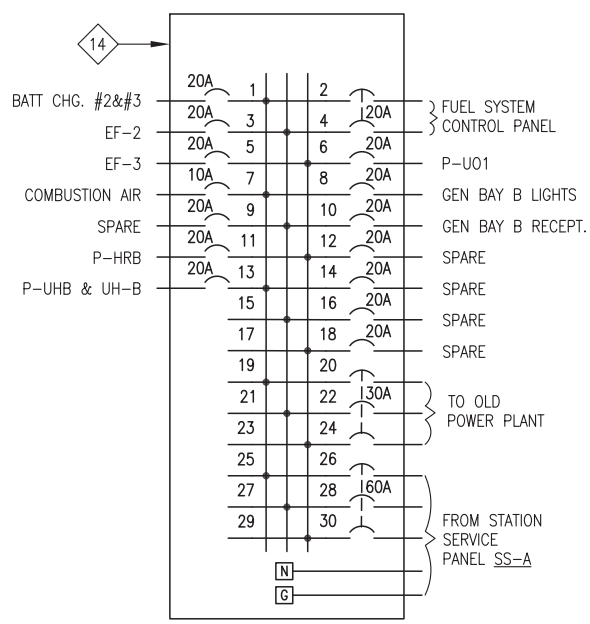 14
20A 1 2
BATT CHG. #2&#3
20A 3 4 20A
FUEL SYSTEM
CONTROL PANEL
EF-2
20A 5 6 20A
EF-3 P-U01
10A 7 8 20A
COMBUSTION AIR GEN BAY B LIGHTS
20A 9 10 20A
SPARE GEN BAY B RECEPT.
20A 11 12 20A
P-HRB SPARE
20A 13 14 20A
P-UHB & UH-B SPARE
15 16 20A
SPARE
17 18 20A
SPARE
19 20
21 22 30A
TO OLD
POWER PLANT
23 24
25 26
27 28 60A
29 30
FROM STATION
SERVICE
PANEL SS-A
N
G